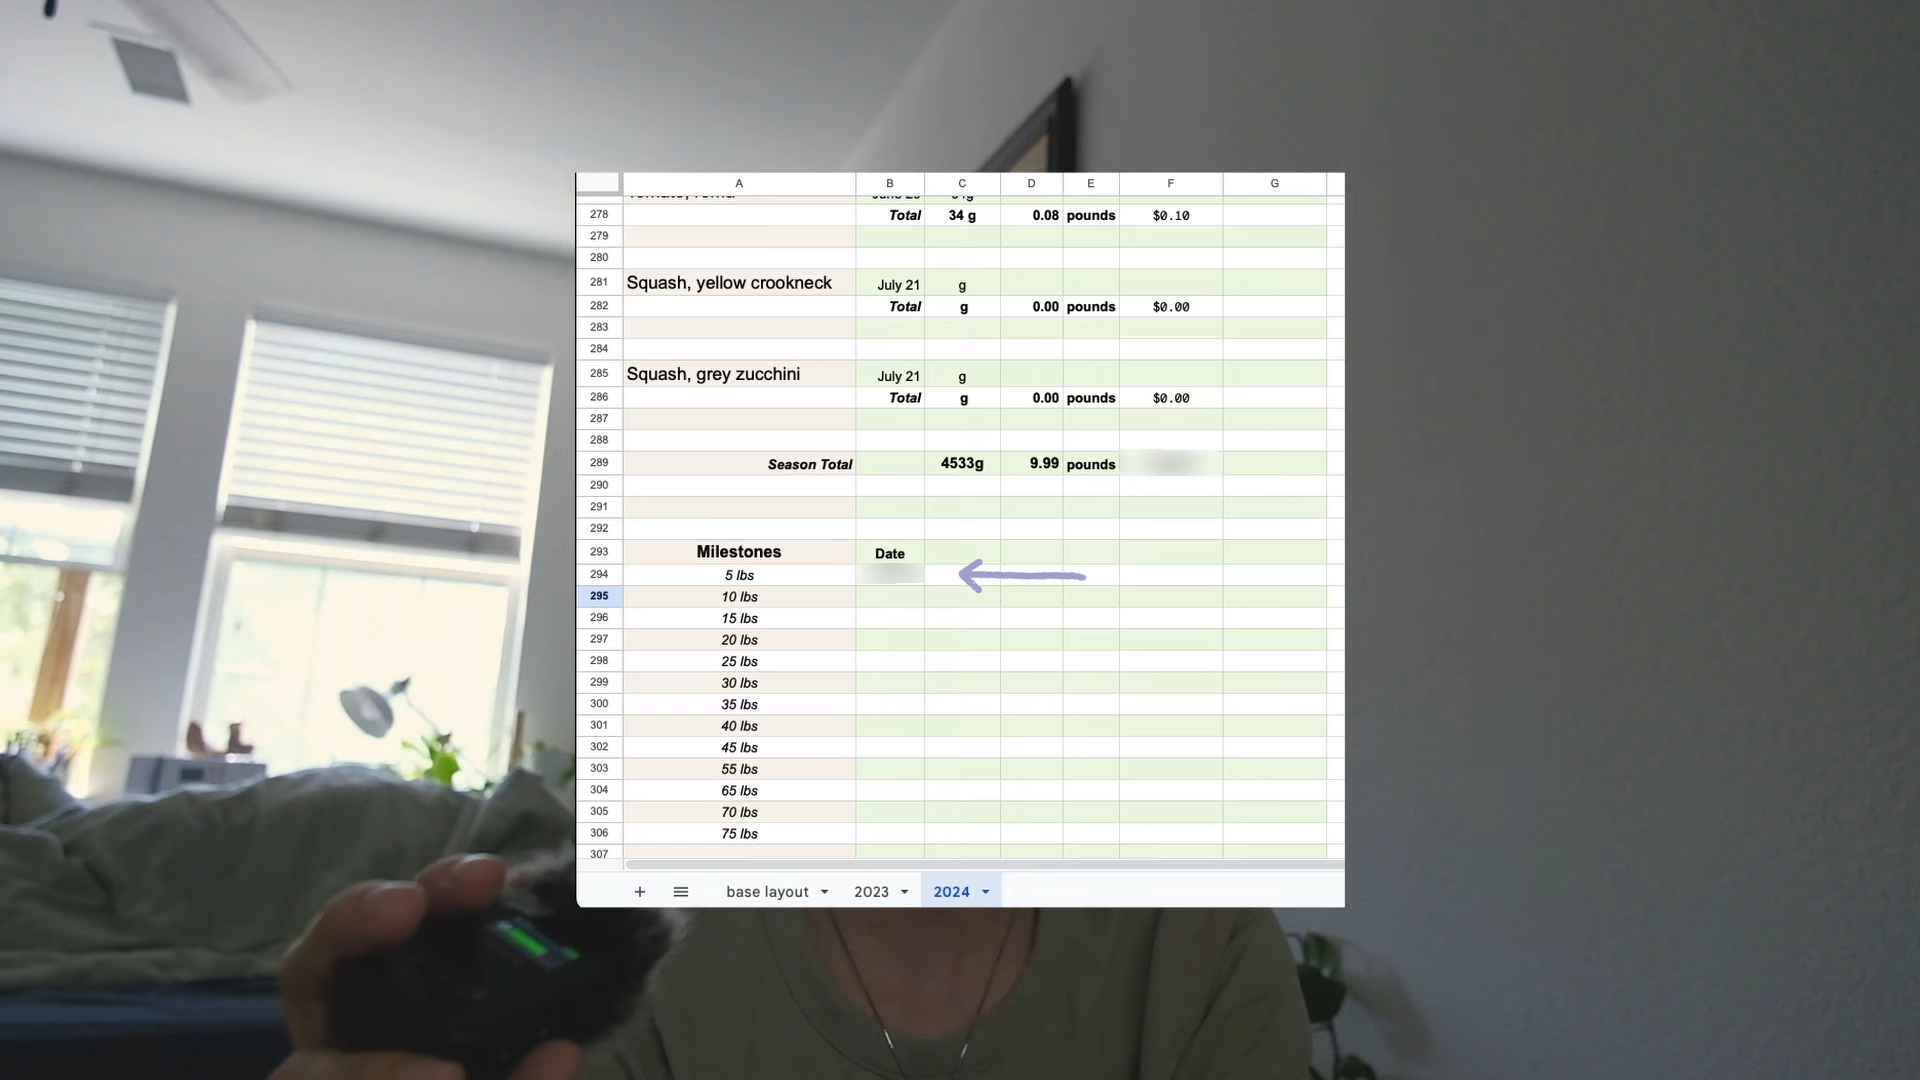 A B C D E F G
278 Total 34 g 0.08 pounds $0.10
279
280
281 Squash, yellow crookneck July 21 g
282 Total g 0.00 pounds $0.00
283
284
285 Squash, grey zucchini July 21 g
286 Total g 0.00 pounds $0.00
287
288
289 Season Total 4533g 9.99 pounds
290
291
292
293 Milestones Date
294 5 lbs
295 10 lbs
296 15 lbs
297 20 lbs
298 25 lbs
299 30 lbs
300 35 lbs
301 40 lbs
302 45 lbs
303 55 lbs
304 65 lbs
305 70 lbs
306 75 lbs
307
base layout 2023 2024